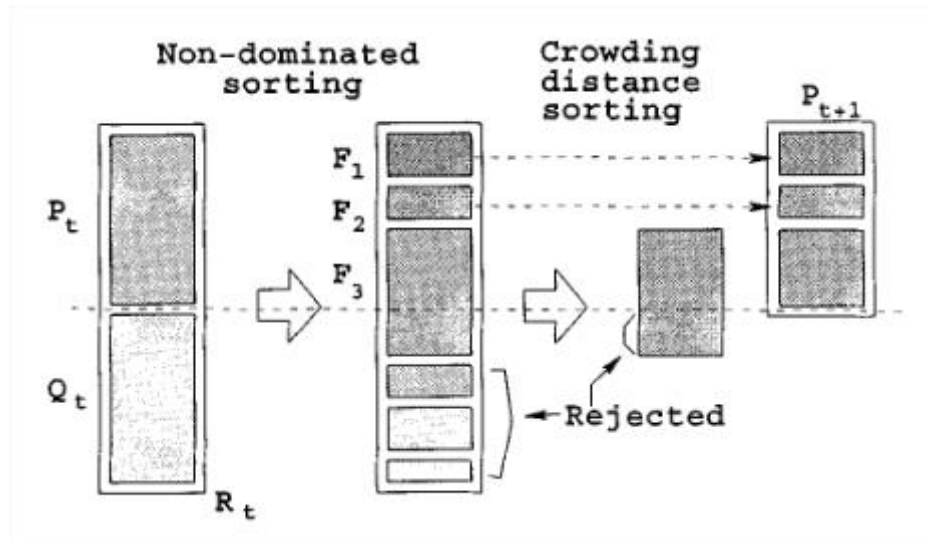 Non-dominated
sorting
Crowding
distance
sorting
P t+1
F 1
P t
F 2
F 3
Q t
Rejected
R t